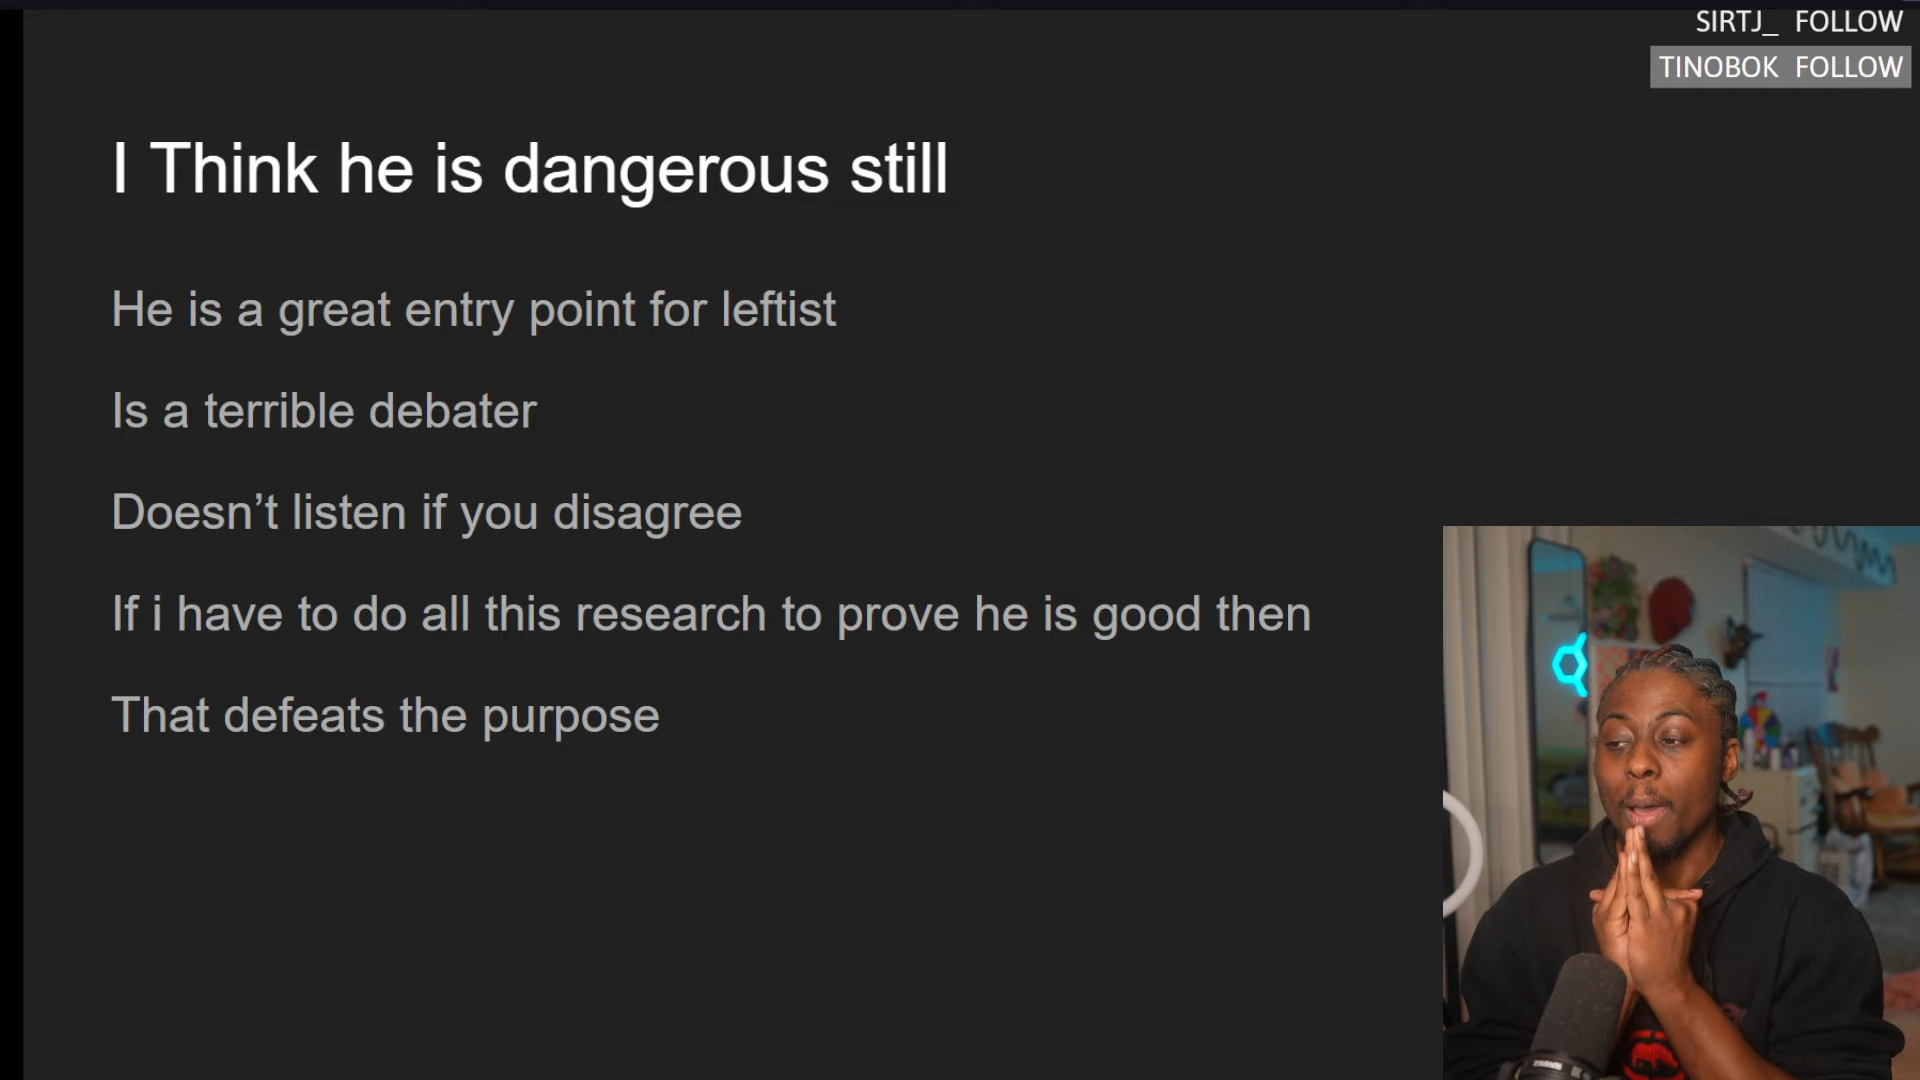 SIRTJ_ FOLLOW
TINOBOK FOLLOW
I Think he is dangerous still
He is a great entry point for leftist
Is a terrible debater
Doesn’t listen if you disagree
If i have to do all this research to prove he is good then
That defeats the purpose